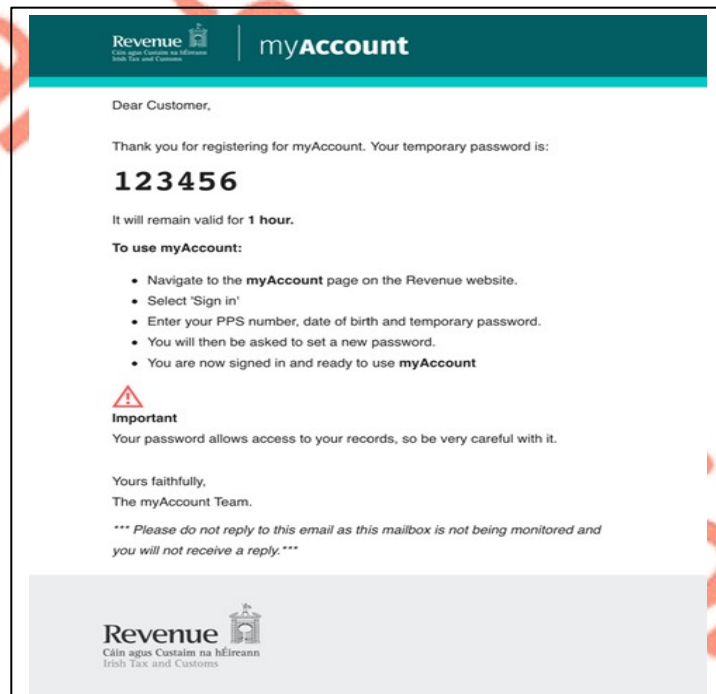 Revenue
Cáin agus Custaim na hÉireann
Irish Tax and Customs
myAccount
Dear Customer,
Thank you for registering for myAccount. Your temporary password is:
123456
It will remain valid for 1 hour.
To use myAccount:
• Navigate to the myAccount page on the Revenue website.
• Select 'Sign in'
• Enter your PPS number, date of birth and temporary password.
• You will then be asked to set a new password.
• You are now signed in and ready to use myAccount
Important
Your password allows access to your records, so be very careful with it.
Yours faithfully,
The myAccount Team.
*** Please do not reply to this email as this mailbox is not being monitored and
you will not receive a reply.***
Revenue
Cáin agus Custaim na hÉireann
Irish Tax and Customs